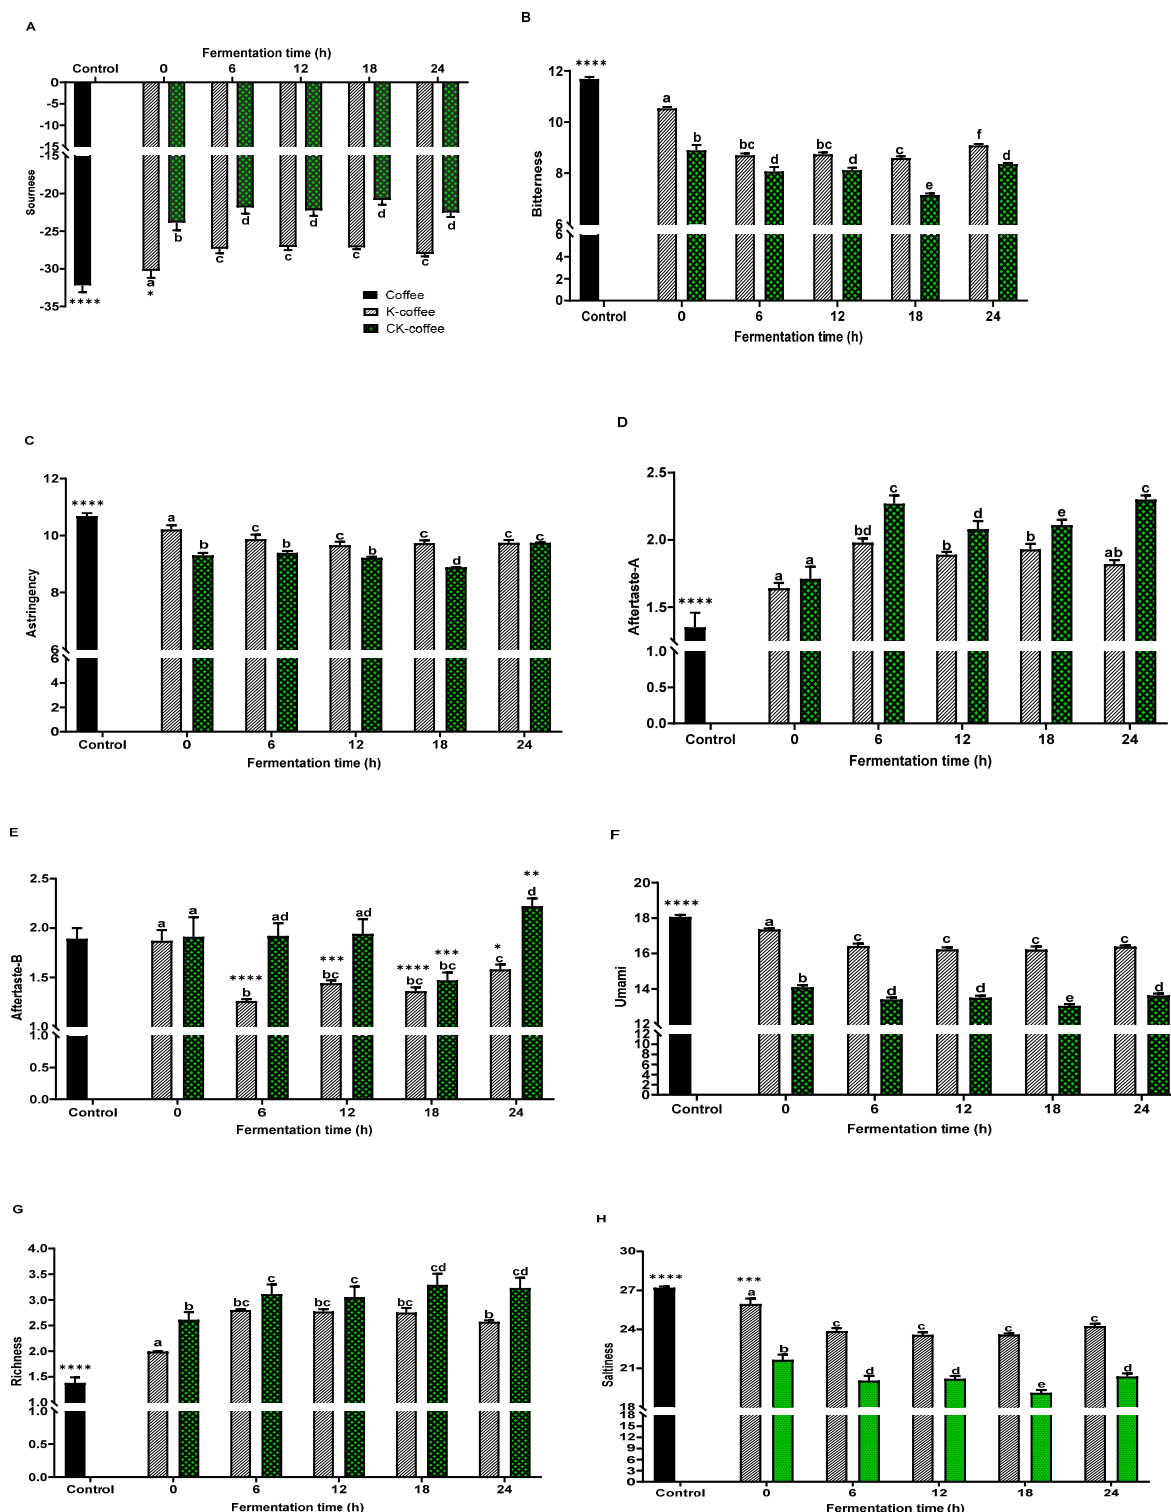 A
Fermentation time (h)
Control 0 6 12 18 24
0
-5
-10
-15
-15
-20
-25
-30
-35
Sourness
**** a b c d c d c d c d
*
Coffee
K-coffee
CK-coffee
B
12
10
8
6
6
4
2
0
Bitterness
**** a b bc d bc d c e f d
Control 0 6 12 18 24
Fermentation time (h)
C
12
10
8
6
6
4
2
0
Astringency
**** a b c b c b c d c c
Control 0 6 12 18 24
Fermentation time (h)
D
2.5
2.0
1.5
1.0
0.5
0.0
Aftertaste-A
**** a a bd c b d b e ab c
Control 0 6 12 18 24
Fermentation time (h)
E
2.5
2.0
1.5
1.0
1.0
0.5
0.0
Aftertaste-B
**** *** **** *** * **
a a b ad bc ad bc bc c d
Control 0 6 12 18 24
Fermentation time (h)
F
20
18
16
14
12
12
10
8
6
4
2
0
Umami
**** a b c d c d c e c d
Control 0 6 12 18 24
Fermentation time (h)
G
4.0
3.5
3.0
2.5
2.0
1.5
1.0
1.0
0.5
0.0
Richness
**** a b bc c bc c bc cd b cd
Control 0 6 12 18 24
Fermentation time (h)
H
30
27
24
21
18
18
15
12
9
6
3
0
Saltiness
**** ***
a b c d c d c e c d
Control 0 6 12 18 24
Fermentation time (h)